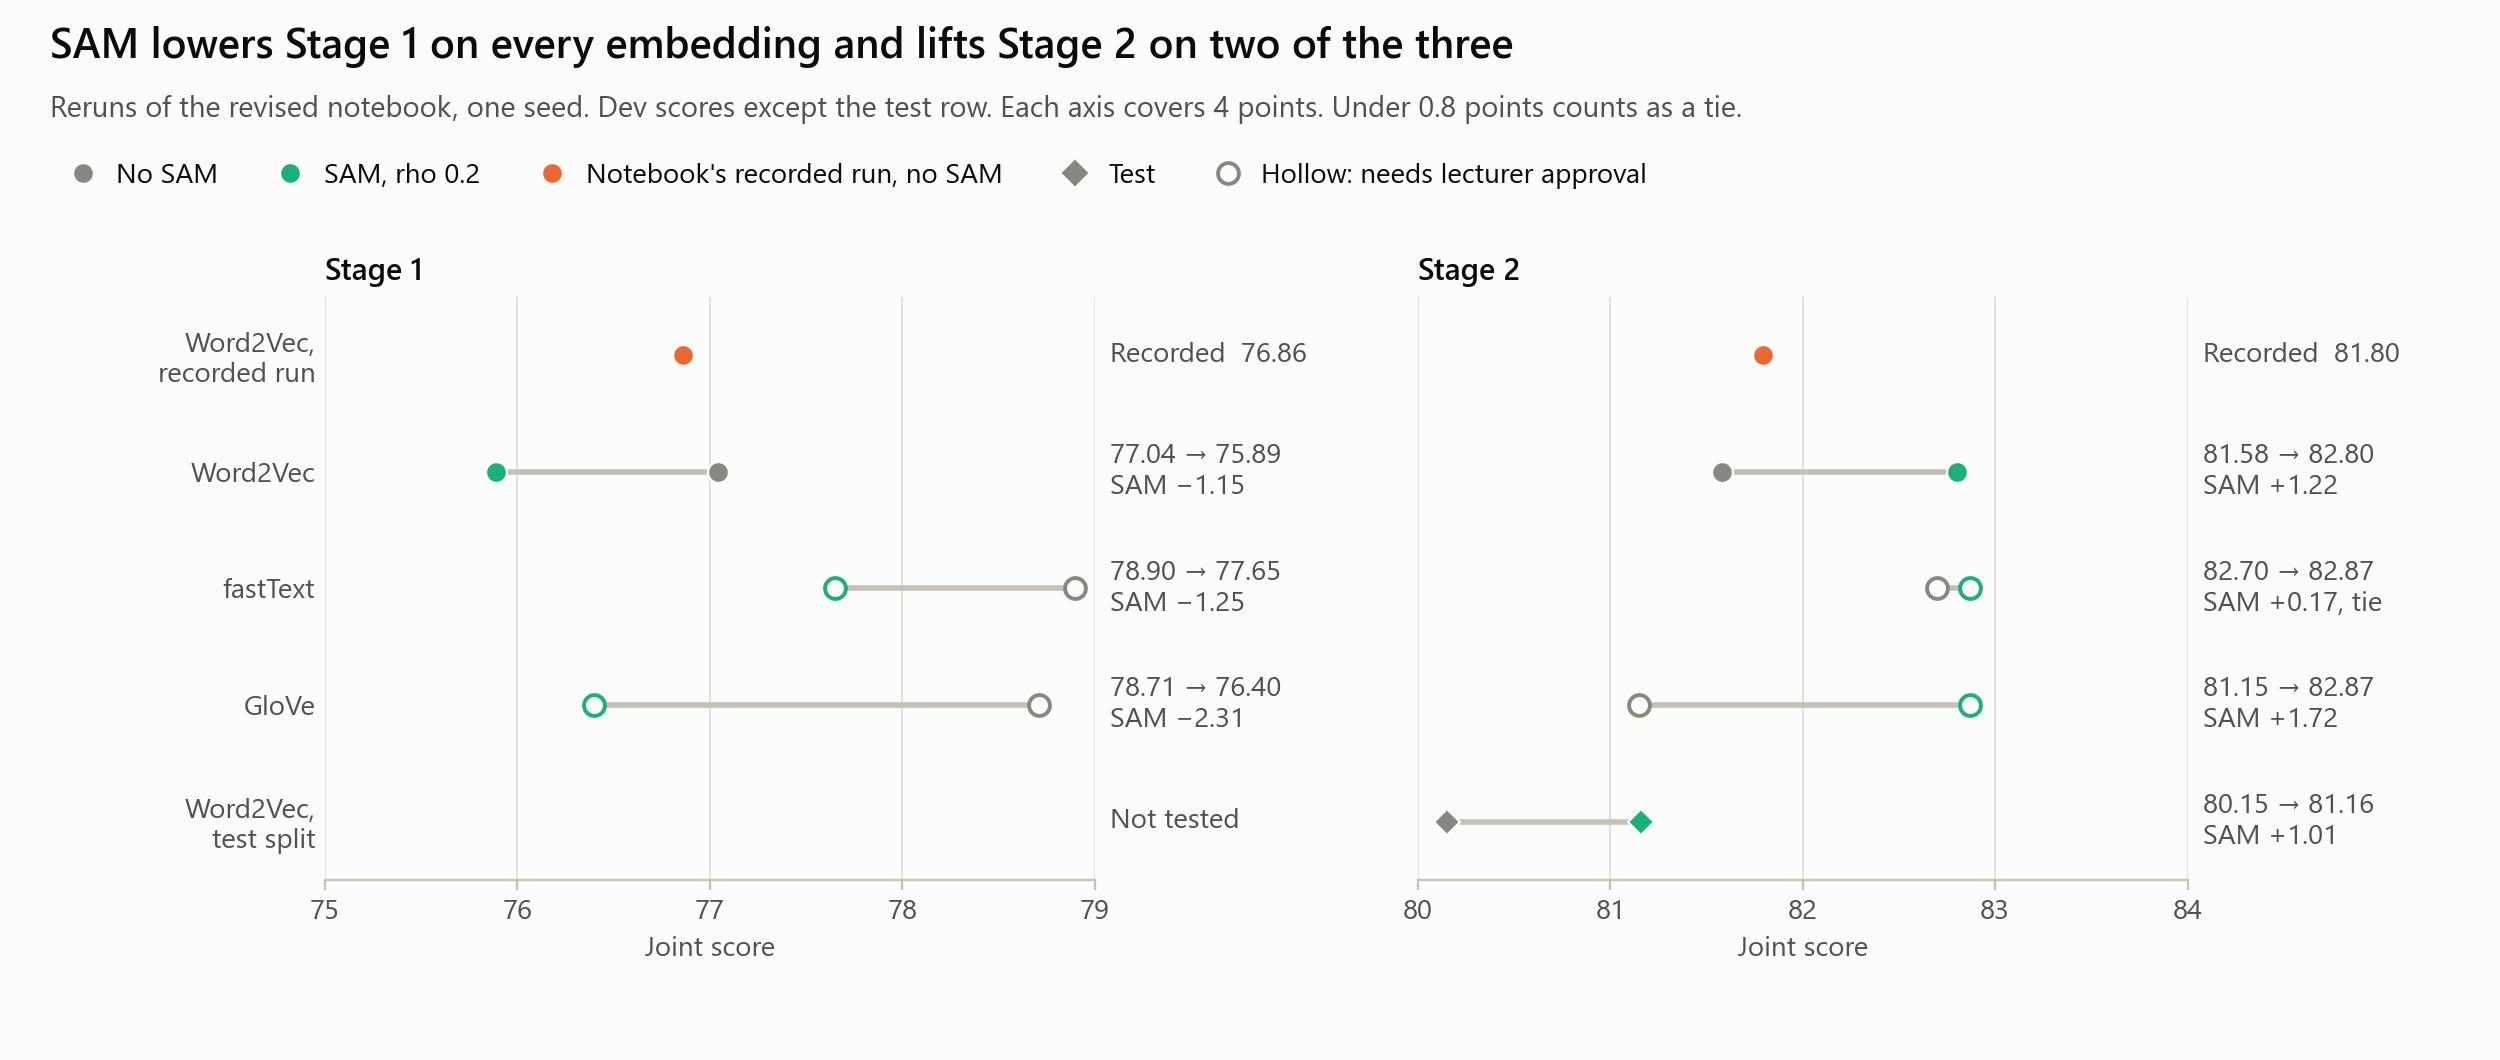 SAM lowers Stage 1 on every embedding and lifts Stage 2 on two of the three
Reruns of the revised notebook, one seed. Dev scores except the test row. Each axis covers 4 points. Under 0.8 points counts as a tie.
No SAM
SAM, rho 0.2
Notebook's recorded run, no SAM
Test
Hollow: needs lecturer approval
Stage 1
Word2Vec,
recorded run
Recorded 76.86
Word2Vec
77.04 → 75.89
SAM −1.15
fastText
78.90 → 77.65
SAM −1.25
GloVe
78.71 → 76.40
SAM −2.31
Word2Vec,
test split
Not tested
75 76 77 78 79
Joint score
Stage 2
Recorded 81.80
81.58 → 82.80
SAM +1.22
82.70 → 82.87
SAM +0.17, tie
81.15 → 82.87
SAM +1.72
80.15 → 81.16
SAM +1.01
80 81 82 83 84
Joint score